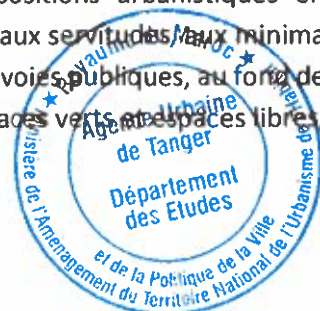 positions urbanistiques
aux servitudes, aux minima
voies publiques, au fond de
verts et espaces libres
Royaume du Maroc
Ministère de l'Aménagement du Territoire National de l'Urbanisme de l'Habitat
et de la Politique de la Ville
Agence Urbaine
de Tanger
Département
des Etudes